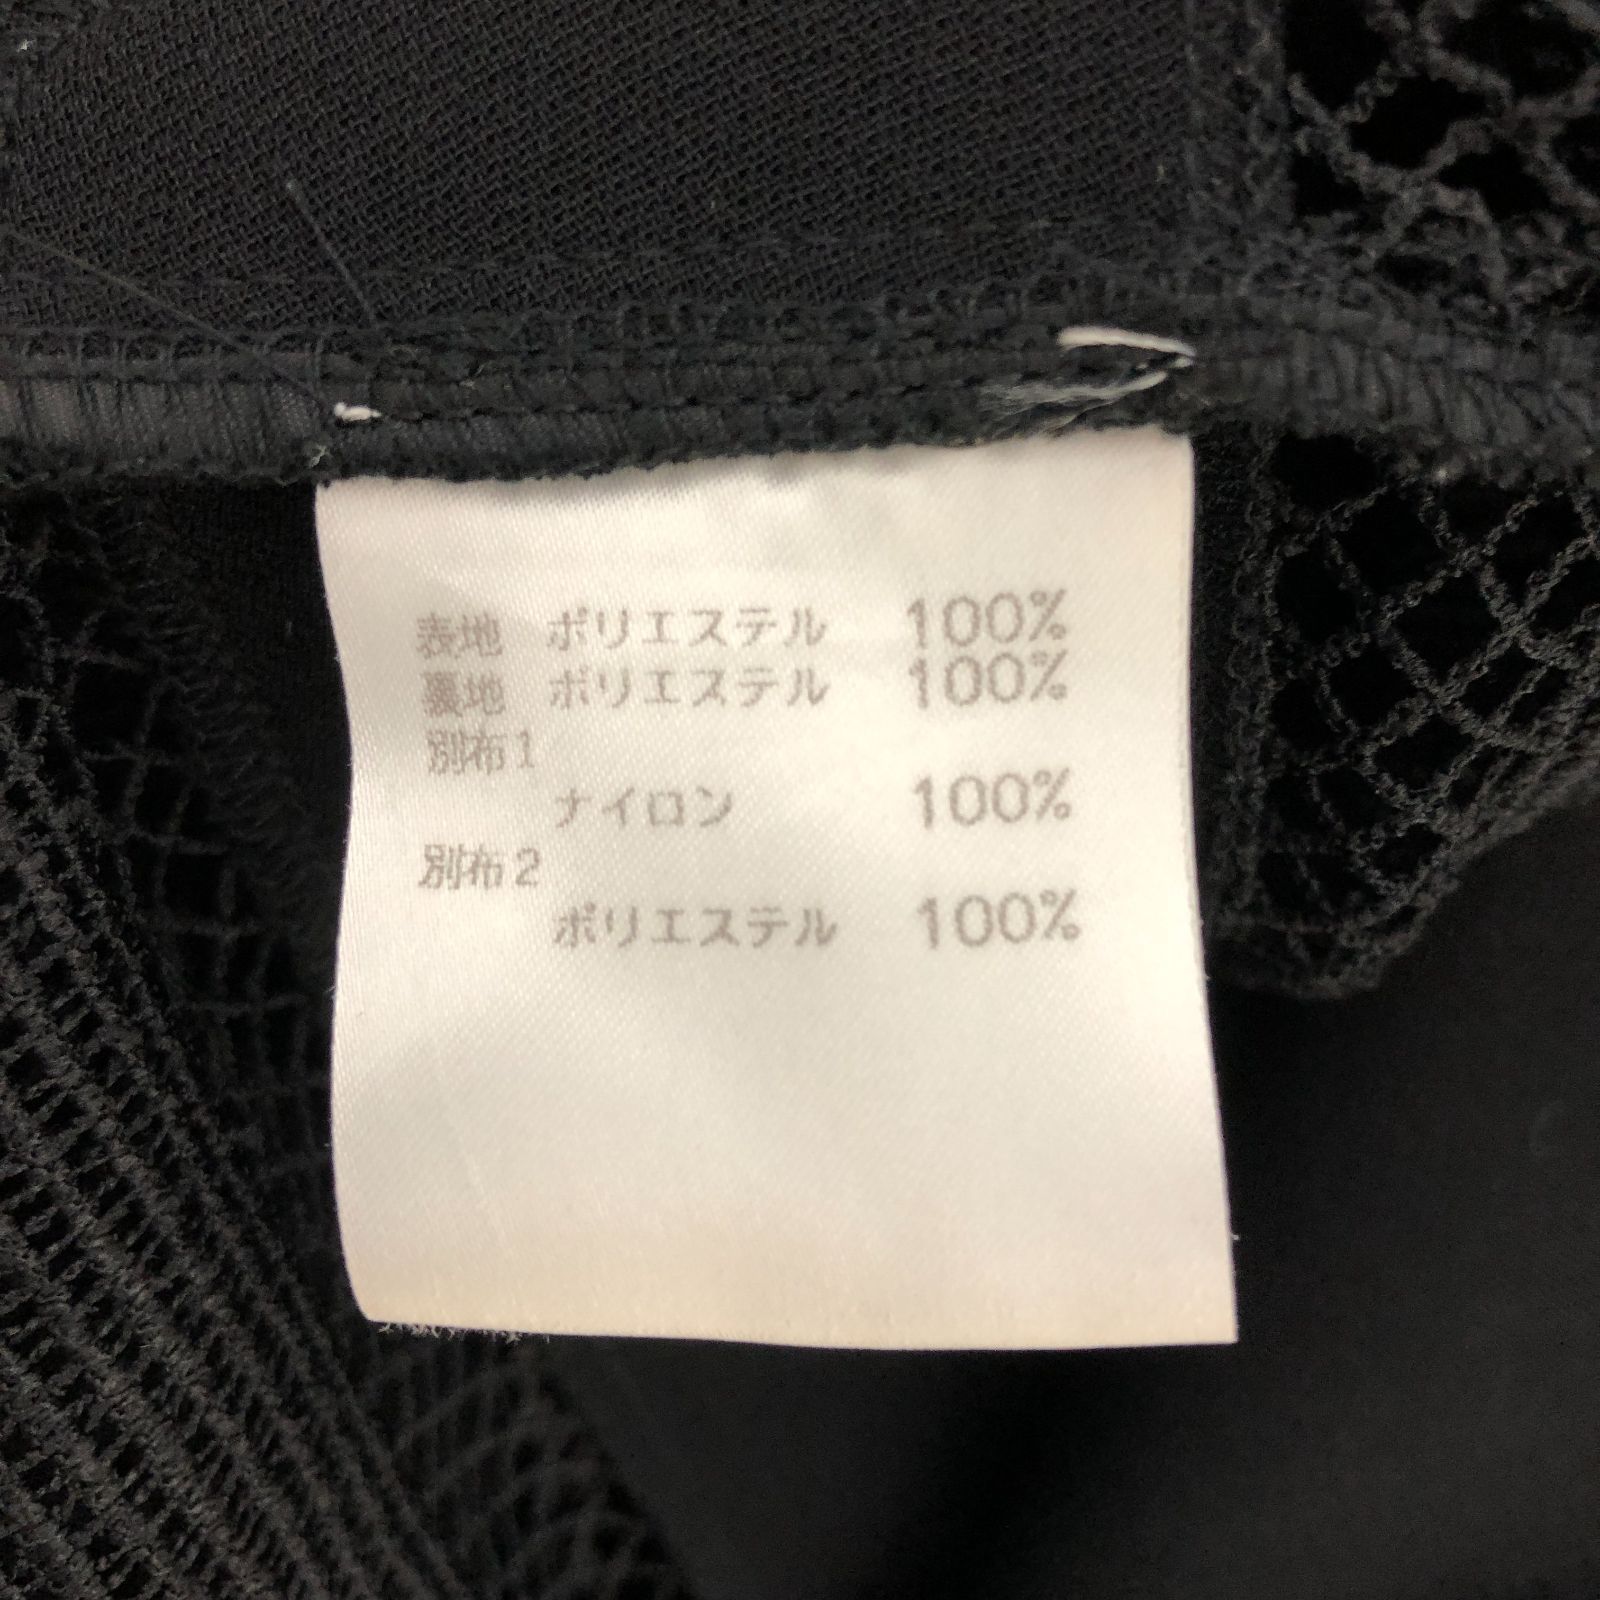 表地 ポリエステル 100%
裏地 ポリエステル 100%
別布1
ナイロン 100%
別布2
ポリエステル 100%